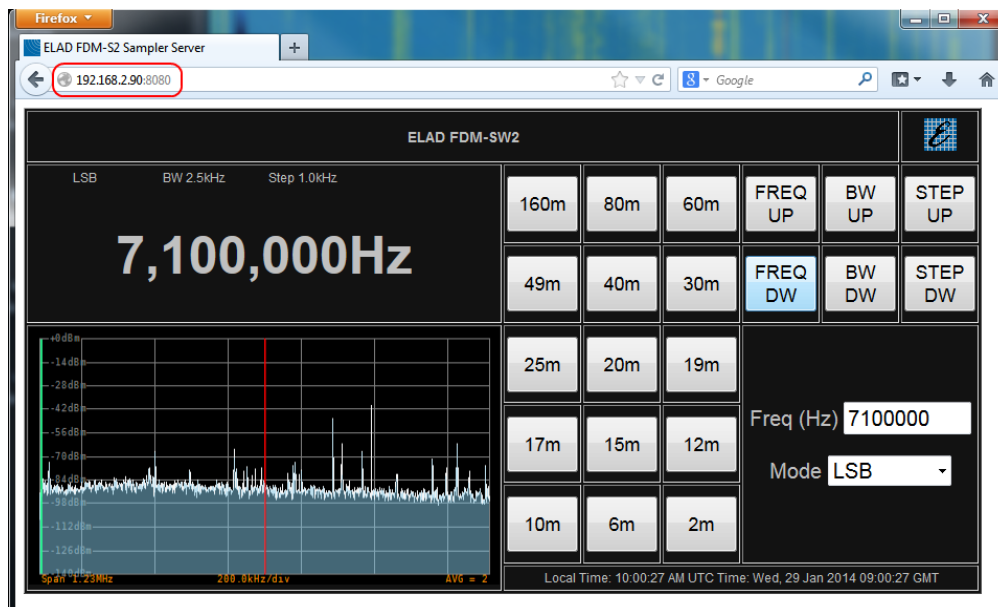 Firefox
ELAD FDM-S2 Sampler Server
192.168.2.90:8080
Google
ELAD FDM-SW2
LSB BW 2.5kHz Step 1.0kHz
7,100,000Hz
160m 80m 60m FREQ UP BW UP STEP UP
49m 40m 30m FREQ DW BW DW STEP DW
25m 20m 19m
17m 15m 12m
10m 6m 2m
Freq (Hz) 7100000
Mode LSB
+0dBm
-14dBm
-28dBm
-42dBm
-56dBm
-70dBm
-84dBm
-98dBm
-112dBm
-126dBm
-140dBm
Span 1.23MHz 200.0kHz/div AVG = 2
Local Time: 10:00:27 AM UTC Time: Wed, 29 Jan 2014 09:00:27 GMT